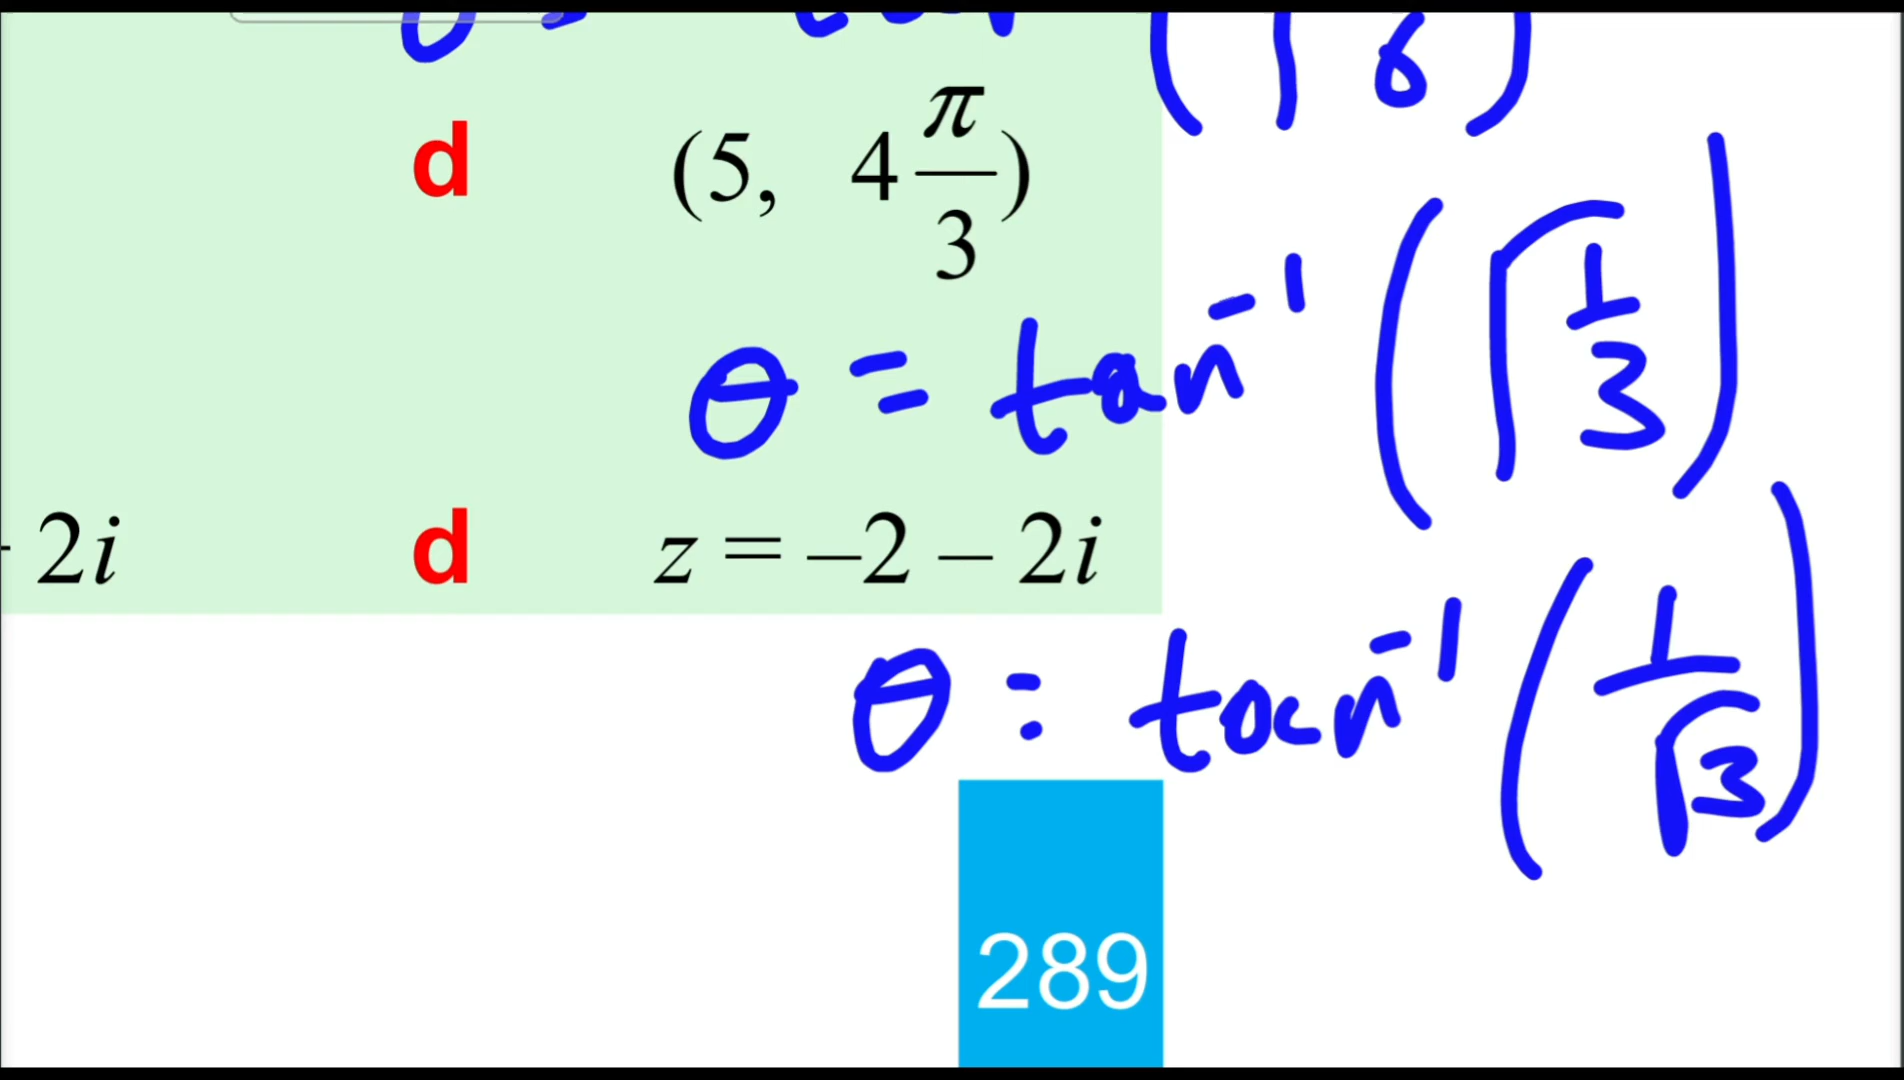 d (5, 4π/3)
θ = tan⁻¹(√1/3)
2i d z = –2 – 2i
θ = tan⁻¹(1/√3)
289